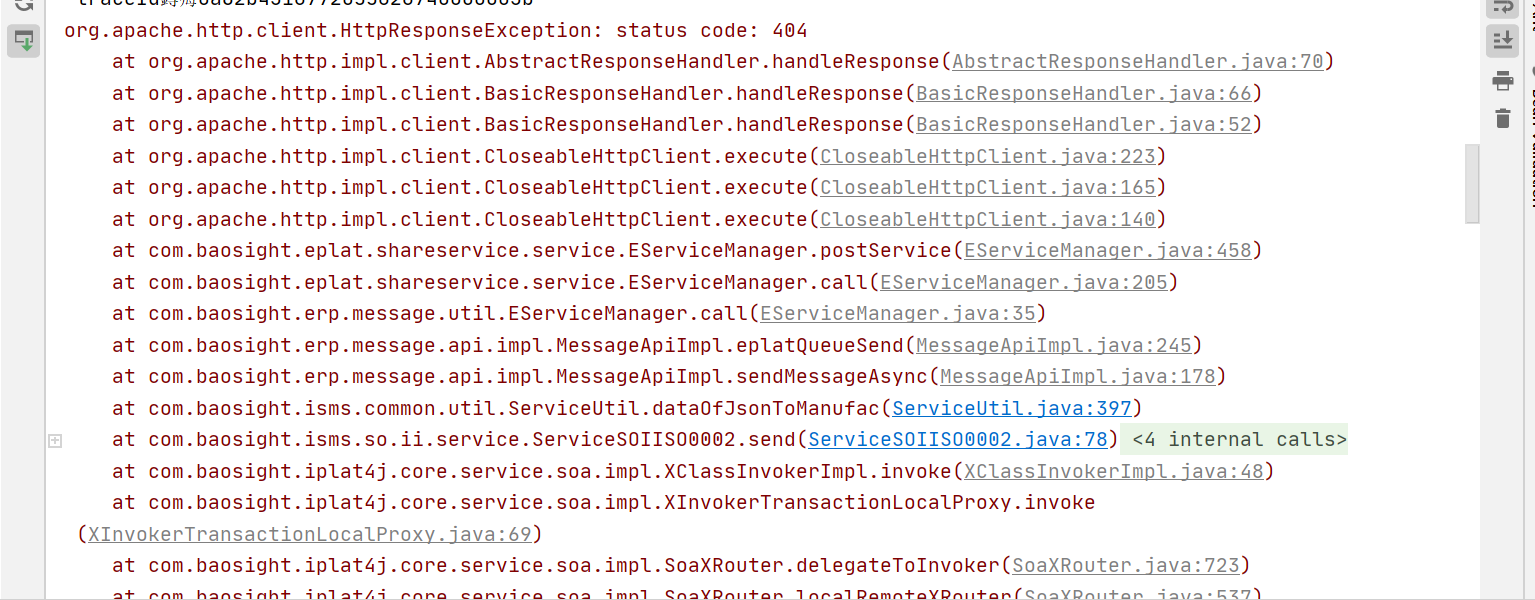 org.apache.http.client.HttpResponseException: status code: 404
at org.apache.http.impl.client.AbstractResponseHandler.handleResponse(AbstractResponseHandler.java:70)
at org.apache.http.impl.client.BasicResponseHandler.handleResponse(BasicResponseHandler.java:66)
at org.apache.http.impl.client.BasicResponseHandler.handleResponse(BasicResponseHandler.java:52)
at org.apache.http.impl.client.CloseableHttpClient.execute(CloseableHttpClient.java:223)
at org.apache.http.impl.client.CloseableHttpClient.execute(CloseableHttpClient.java:165)
at org.apache.http.impl.client.CloseableHttpClient.execute(CloseableHttpClient.java:140)
at com.baosight.eplat.shareservice.service.EServiceManager.postService(EServiceManager.java:458)
at com.baosight.eplat.shareservice.service.EServiceManager.call(EServiceManager.java:205)
at com.baosight.erp.message.util.EServiceManager.call(EServiceManager.java:35)
at com.baosight.erp.message.api.impl.MessageApiImpl.eplatQueueSend(MessageApiImpl.java:245)
at com.baosight.erp.message.api.impl.MessageApiImpl.sendMessageAsync(MessageApiImpl.java:178)
at com.baosight.isms.common.util.ServiceUtil.dataOfJsonToManufac(ServiceUtil.java:397)
at com.baosight.isms.so.ii.service.ServiceSOIISO0002.send(ServiceSOIISO0002.java:78) <4 internal calls>
at com.baosight.iplat4j.core.service.soa.impl.XClassInvokerImpl.invoke(XClassInvokerImpl.java:48)
at com.baosight.iplat4j.core.service.soa.impl.XInvokerTransactionLocalProxy.invoke
(XInvokerTransactionLocalProxy.java:69)
at com.baosight.iplat4j.core.service.soa.impl.SoaXRouter.delegateToInvoker(SoaXRouter.java:723)
at com.baosight.iplat4j.core.service.soa.impl.SoaXRouter.localRemoteXRouter(SoaXRouter.java:537)